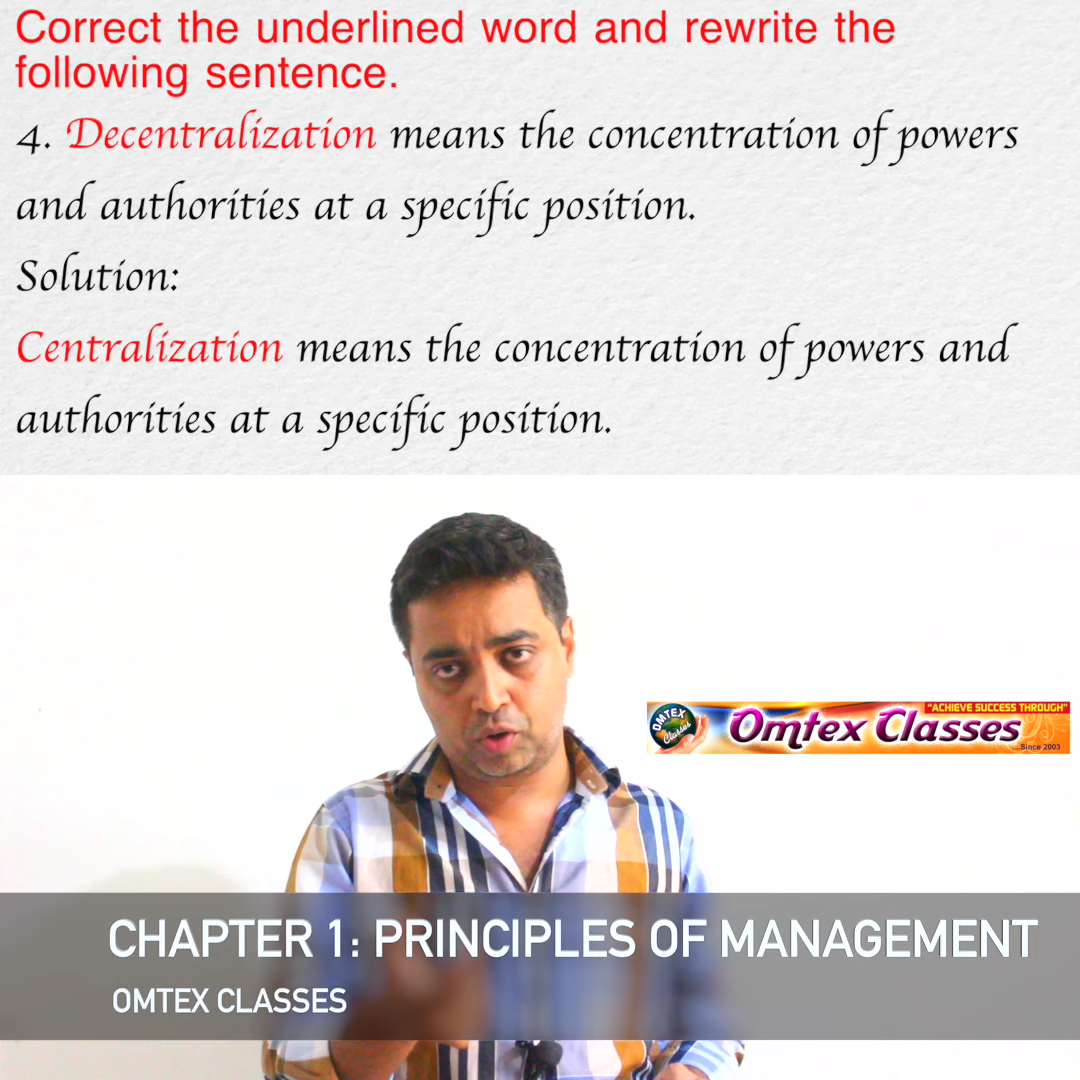 Correct the underlined word and rewrite the
following sentence.
4. Decentralization means the concentration of powers
and authorities at a specific position.
Solution:
Centralization means the concentration of powers and
authorities at a specific position.
OMTEX
Classes
"ACHIEVE SUCCESS THROUGH"
Omtex Classes
...Since 2003
CHAPTER 1: PRINCIPLES OF MANAGEMENT
OMTEX CLASSES